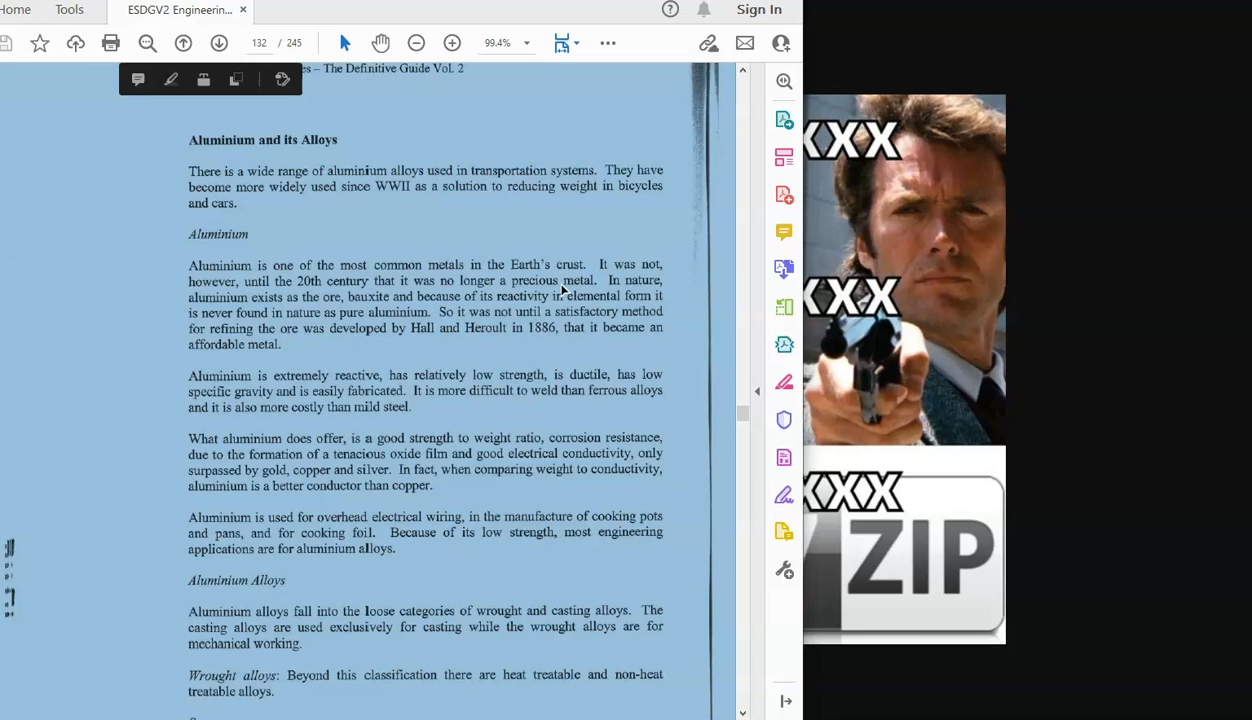 Home
Tools
ESDGV2 Engineerin... ×
Sign In
132 / 245
99.4%
es – The Definitive Guide Vol. 2
Aluminium and its Alloys
There is a wide range of aluminium alloys used in transportation systems. They have
become more widely used since WWII as a solution to reducing weight in bicycles
and cars.
Aluminium
Aluminium is one of the most common metals in the Earth's crust. It was not,
however, until the 20th century that it was no longer a precious metal. In nature,
aluminium exists as the ore, bauxite and because of its reactivity in elemental form it
is never found in nature as pure aluminium. So it was not until a satisfactory method
for refining the ore was developed by Hall and Heroult in 1886, that it became an
affordable metal.
Aluminium is extremely reactive, has relatively low strength, is ductile, has low
specific gravity and is easily fabricated. It is more difficult to weld than ferrous alloys
and it is also more costly than mild steel.
What aluminium does offer, is a good strength to weight ratio, corrosion resistance,
due to the formation of a tenacious oxide film and good electrical conductivity, only
surpassed by gold, copper and silver. In fact, when comparing weight to conductivity,
aluminium is a better conductor than copper.
Aluminium is used for overhead electrical wiring, in the manufacture of cooking pots
and pans, and for cooking foil. Because of its low strength, most engineering
applications are for aluminium alloys.
Aluminium Alloys
Aluminium alloys fall into the loose categories of wrought and casting alloys. The
casting alloys are used exclusively for casting while the wrought alloys are for
mechanical working.
Wrought alloys: Beyond this classification there are heat treatable and non-heat
treatable alloys.
XXX
XXX
XXX
ZIP